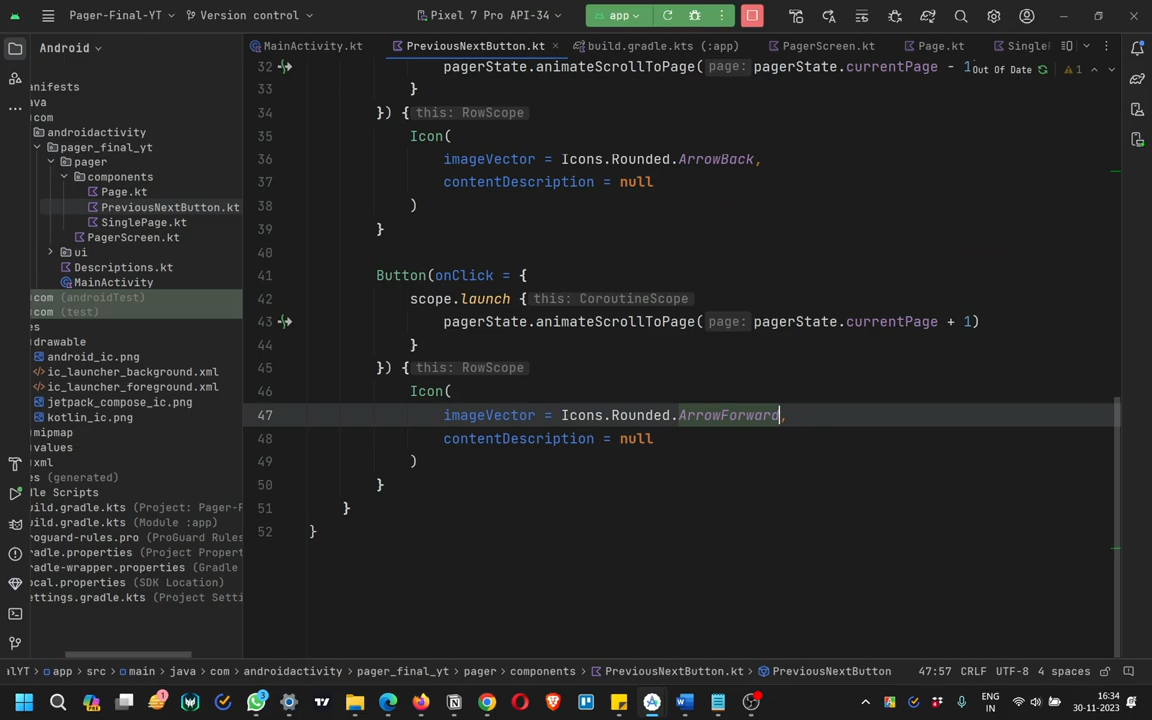 Pager-Final-YT
Version control
Pixel 7 Pro API-34
app
Android
MainActivity.kt
PreviousNextButton.kt
build.gradle.kts (:app)
PagerScreen.kt
Page.kt
Single
anifests
ava
com
androidactivity
pager_final_yt
pager
components
Page.kt
PreviousNextButton.kt
SinglePage.kt
PagerScreen.kt
ui
Descriptions.kt
MainActivity
com (androidTest)
com (test)
es
drawable
android_ic.png
ic_launcher_background.xml
ic_launcher_foreground.xml
jetpack_compose_ic.png
kotlin_ic.png
mipmap
values
xml
es (generated)
dle Scripts
uild.gradle.kts (Project: Pager-F
uild.gradle.kts (Module :app)
roguard-rules.pro (ProGuard Rules
radle.properties (Project Propert
radle-wrapper.properties (Gradle
ocal.properties (SDK Location)
ettings.gradle.kts (Project Setti
32 pagerState.animateScrollToPage( page: pagerState.currentPage - 1
Out Of Date
1
33 }
34 }) { this: RowScope
35 Icon(
36 imageVector = Icons.Rounded.ArrowBack,
37 contentDescription = null
38 )
39 }
40
41 Button(onClick = {
42 scope.launch { this: CoroutineScope
43 pagerState.animateScrollToPage( page: pagerState.currentPage + 1)
44 }
45 }) { this: RowScope
46 Icon(
47 imageVector = Icons.Rounded.ArrowForward,
48 contentDescription = null
49 )
50 }
51 }
52 }
alYT
app
src
main
java
com
androidactivity
pager_final_yt
pager
components
PreviousNextButton.kt
PreviousNextButton
47:57
CRLF
UTF-8
4 spaces
1
PRE
3
ENG
IN
16:34
30-11-2023